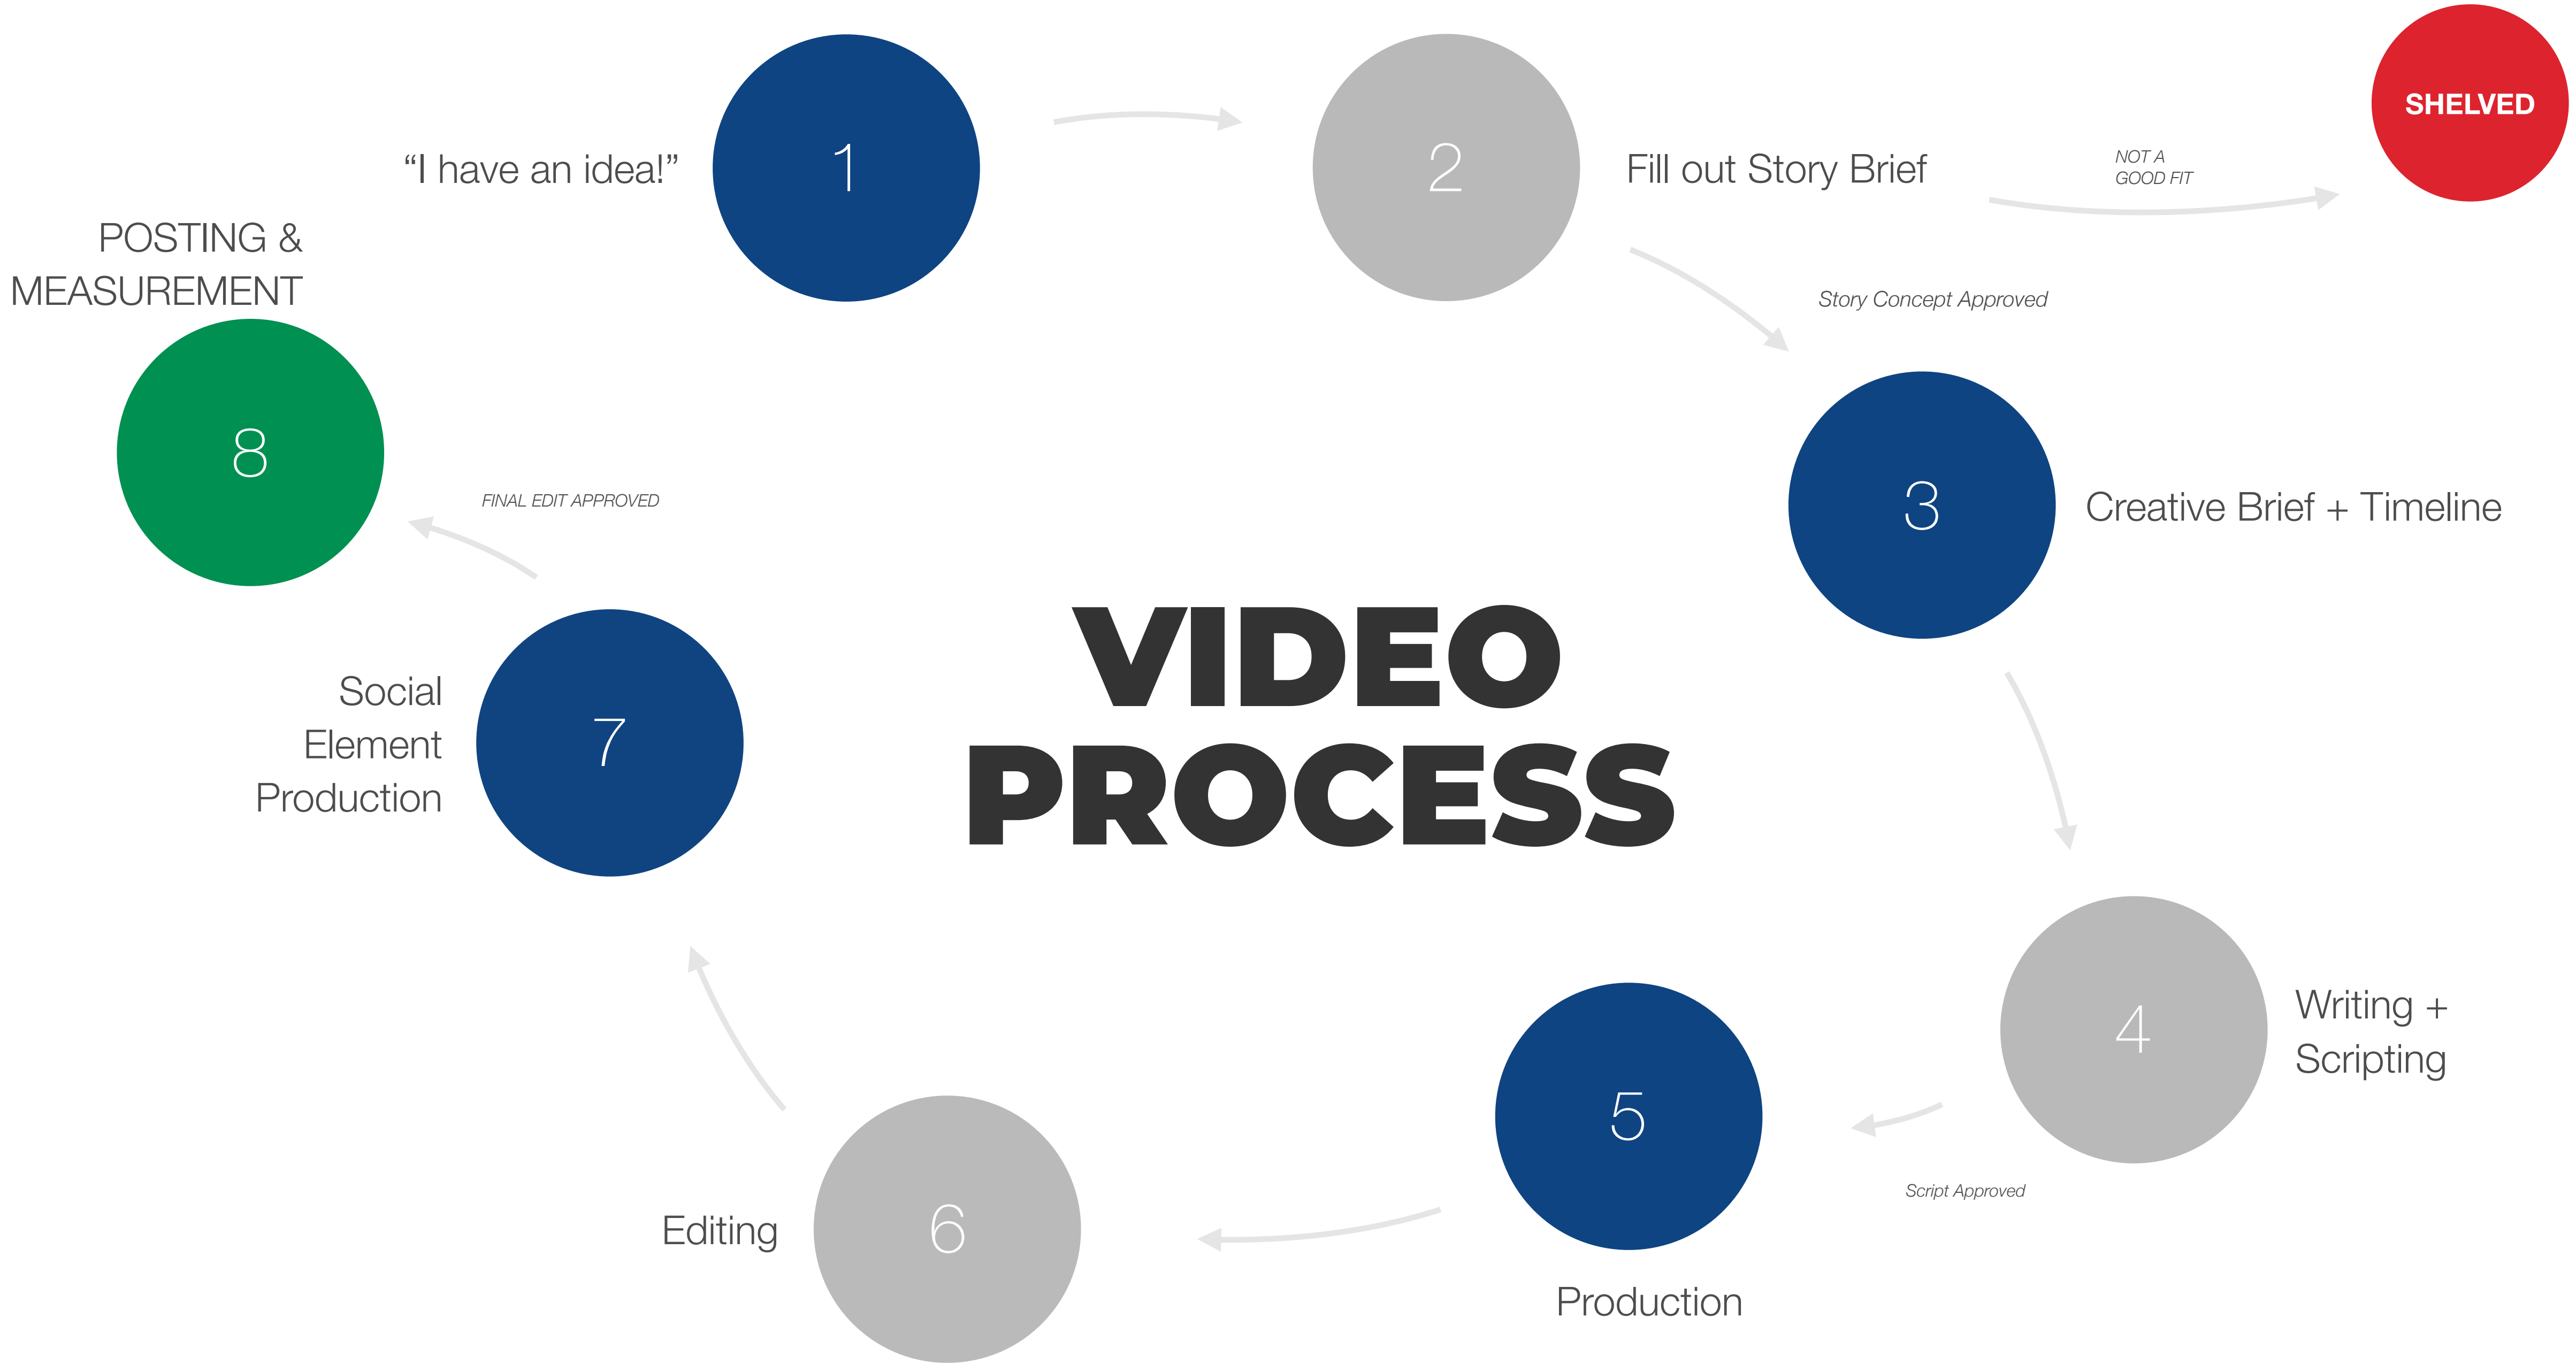 1
“I have an idea!”
2
Fill out Story Brief
NOT A
GOOD FIT
SHELVED
Story Concept Approved
3
Creative Brief + Timeline
4
Writing +
Scripting
Script Approved
5
Production
6
Editing
7
Social
Element
Production
FINAL EDIT APPROVED
8
POSTING &
MEASUREMENT
VIDEO
PROCESS